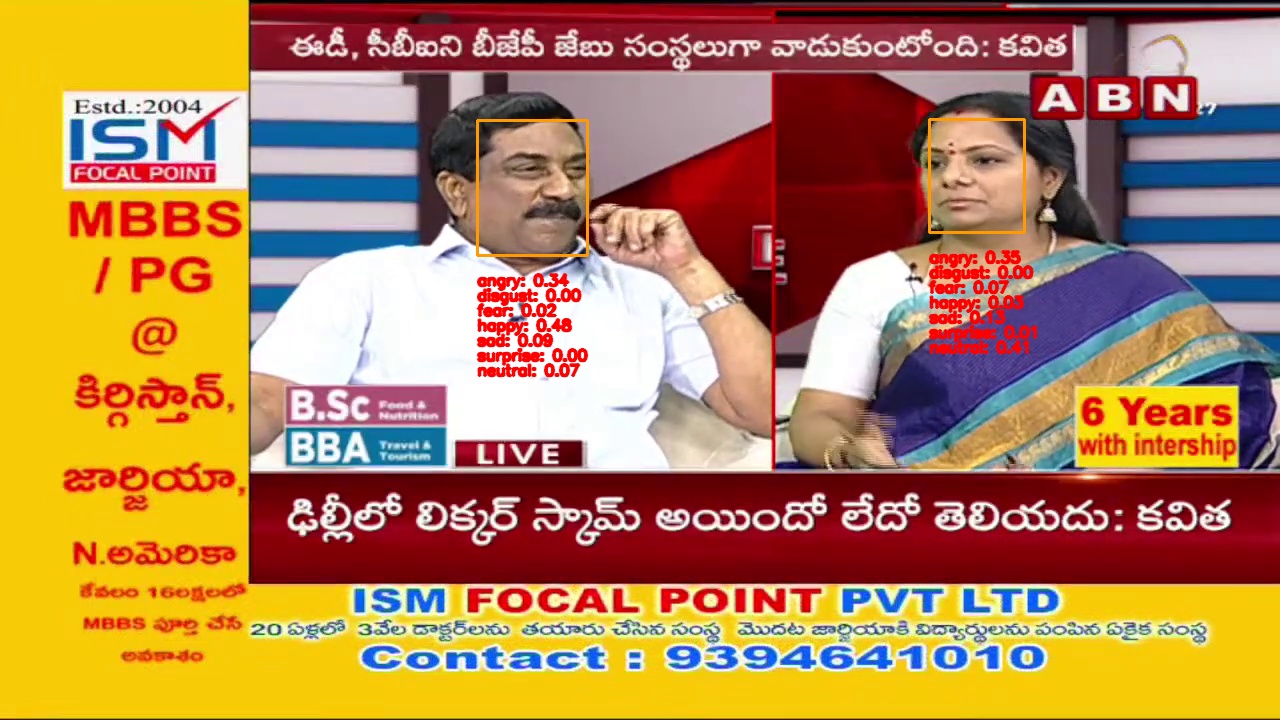 ఈడీ, సీబీఐని బీజేపీ జేబు సంస్థలుగా వాడుకుంటోంది: కవిత
ABN
27
Estd.:2004
ISM
FOCAL POINT
MBBS
/ PG
@
కిర్గిస్తాన్,
జార్జియా,
N.అమెరికా
కేవలం 16లక్షలలో
MBBS పూర్తి చేసే
అవకాశం
angry: 0.34
disgust: 0.00
fear: 0.02
happy: 0.48
sad: 0.09
surprise: 0.00
neutral: 0.07
angry: 0.35
disgust: 0.00
fear: 0.07
happy: 0.03
sad: 0.13
surprise: 0.01
neutral: 0.41
B.Sc Food & Nutrition
BBA Travel & Tourism
LIVE
6 Years
with intership
ఢిల్లీలో లిక్కర్ స్కామ్ అయిందో లేదో తెలియదు: కవిత
ISM FOCAL POINT PVT LTD
20 ఏళ్లలో 3వేల డాక్టర్‌లను తయారు చేసిన సంస్థ మొదట జార్జియాకి విద్యార్థులను పంపిన ఏకైక సంస్థ
Contact : 9394641010